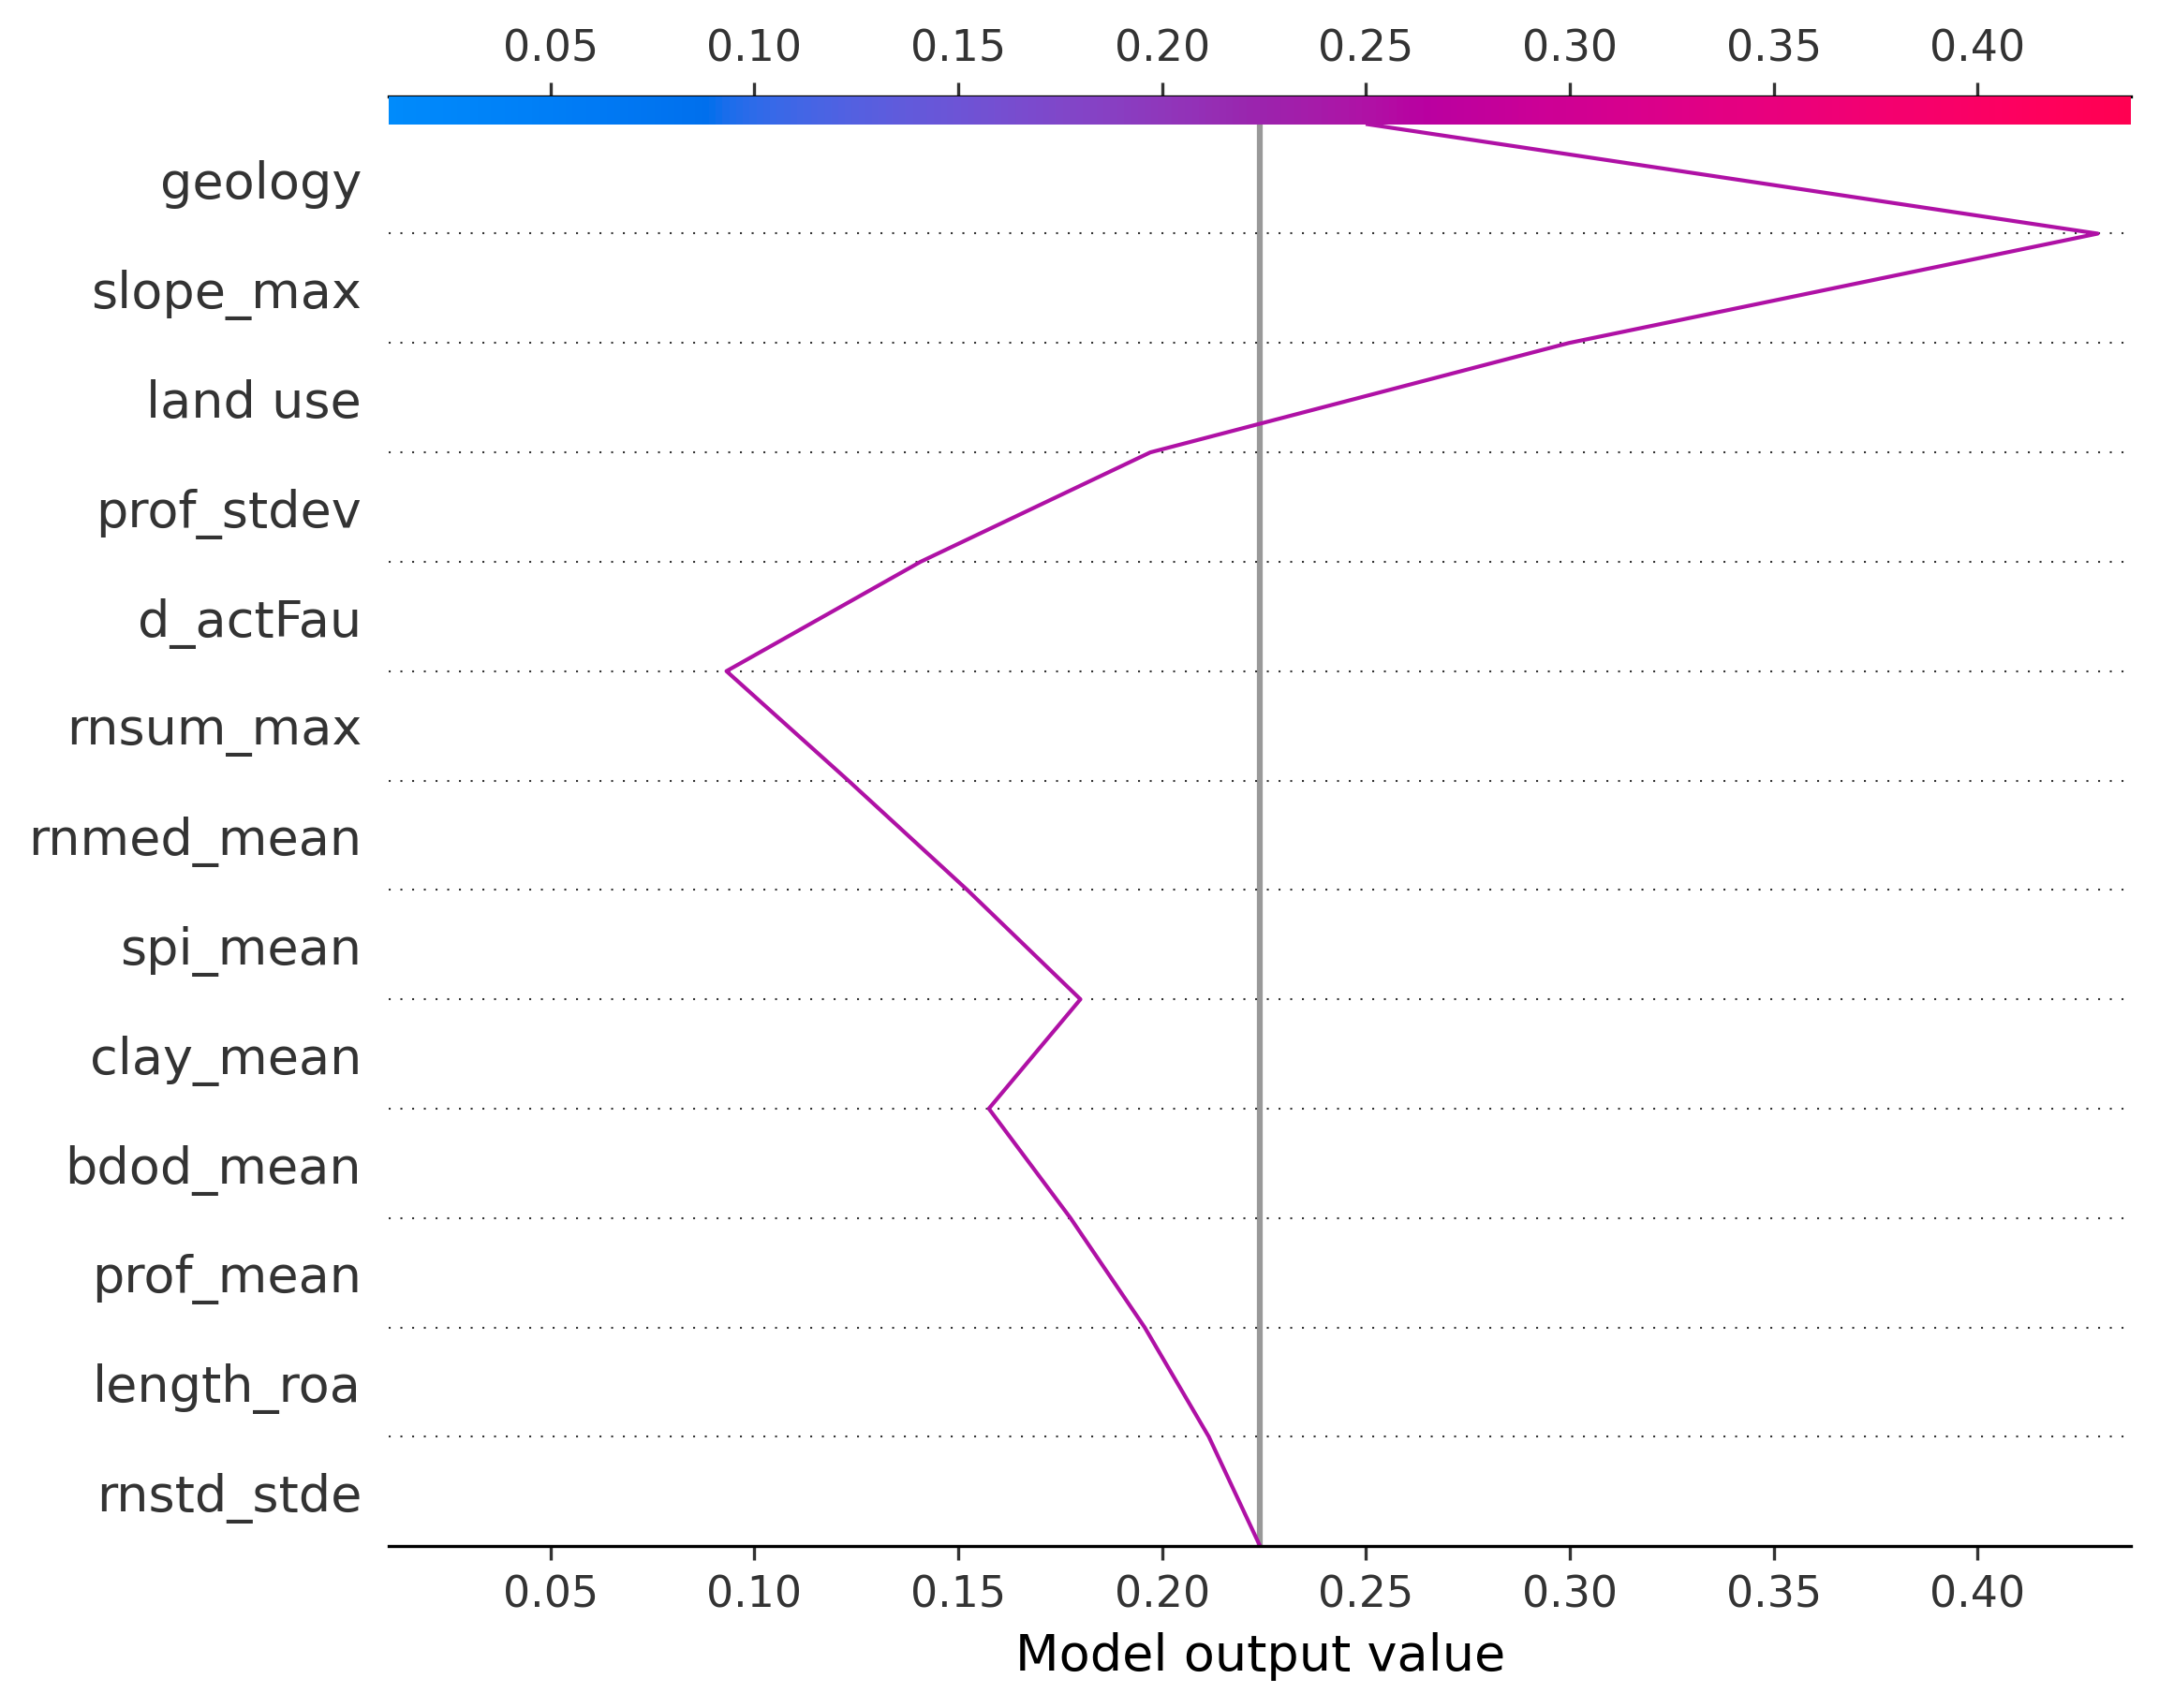 0.05 0.10 0.15 0.20 0.25 0.30 0.35 0.40
geology
slope_max
land use
prof_stdev
d_actFau
rnsum_max
rnmed_mean
spi_mean
clay_mean
bdod_mean
prof_mean
length_roa
rnstd_stde
0.05 0.10 0.15 0.20 0.25 0.30 0.35 0.40
Model output value